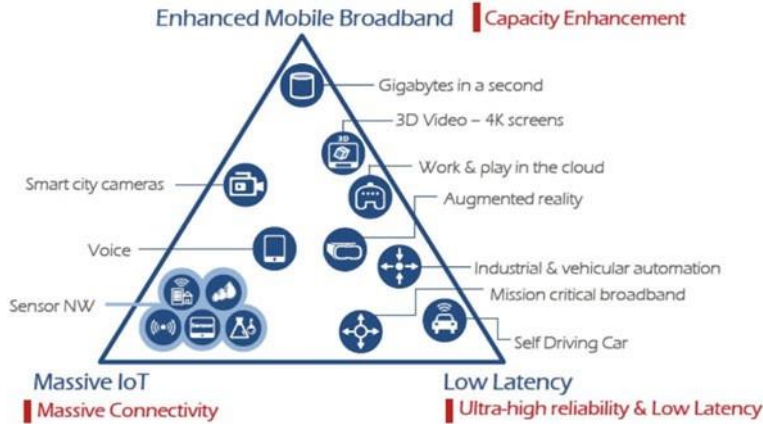 Enhanced Mobile Broadband
Capacity Enhancement
Gigabytes in a second
3D
3D Video – 4K screens
Work & play in the cloud
Smart city cameras
Augmented reality
Voice
Industrial & vehicular automation
Mission critical broadband
Sensor NW
Self Driving Car
Massive IoT
Low Latency
Massive Connectivity
Ultra-high reliability & Low Latency